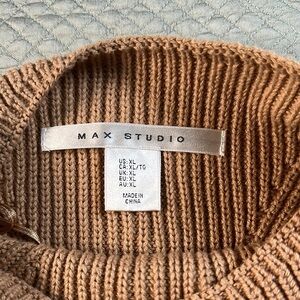 MAX STUDIO
US: XL
CA: XL/TG
UK: XL
EU: XL
AU: XL
MADE IN
CHINA